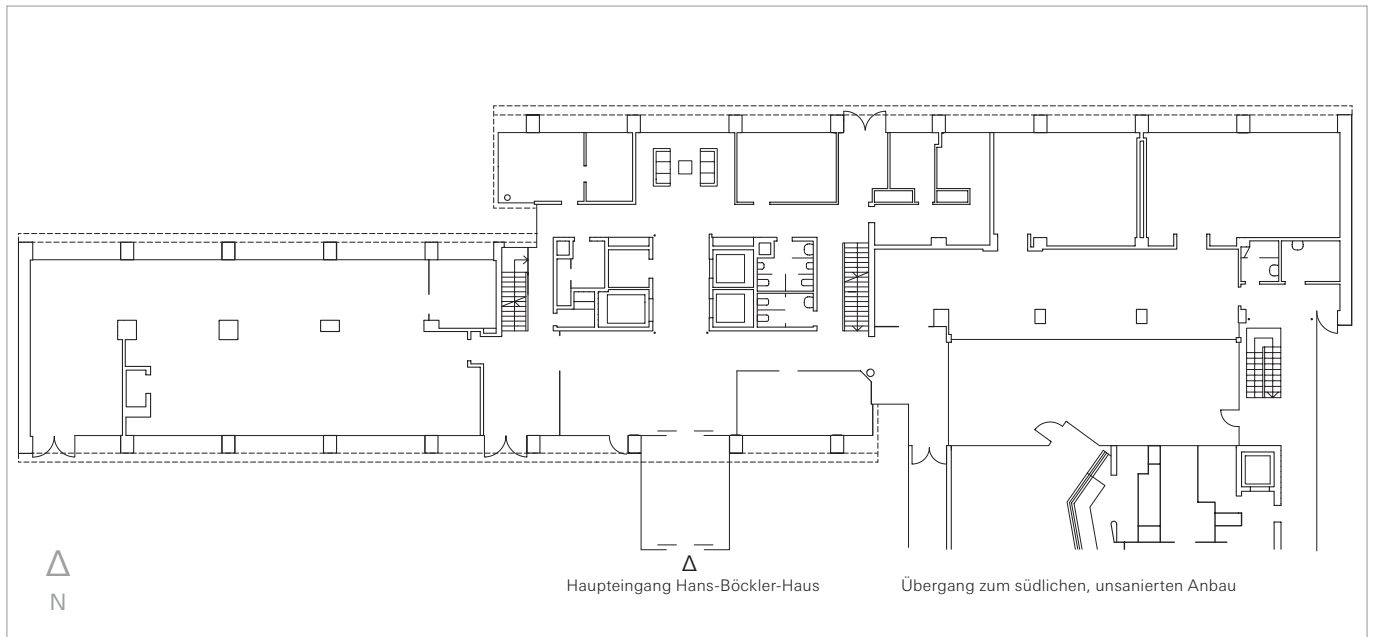 N
Haupteingang Hans-Böckler-Haus
Übergang zum südlichen, unsanierten Anbau